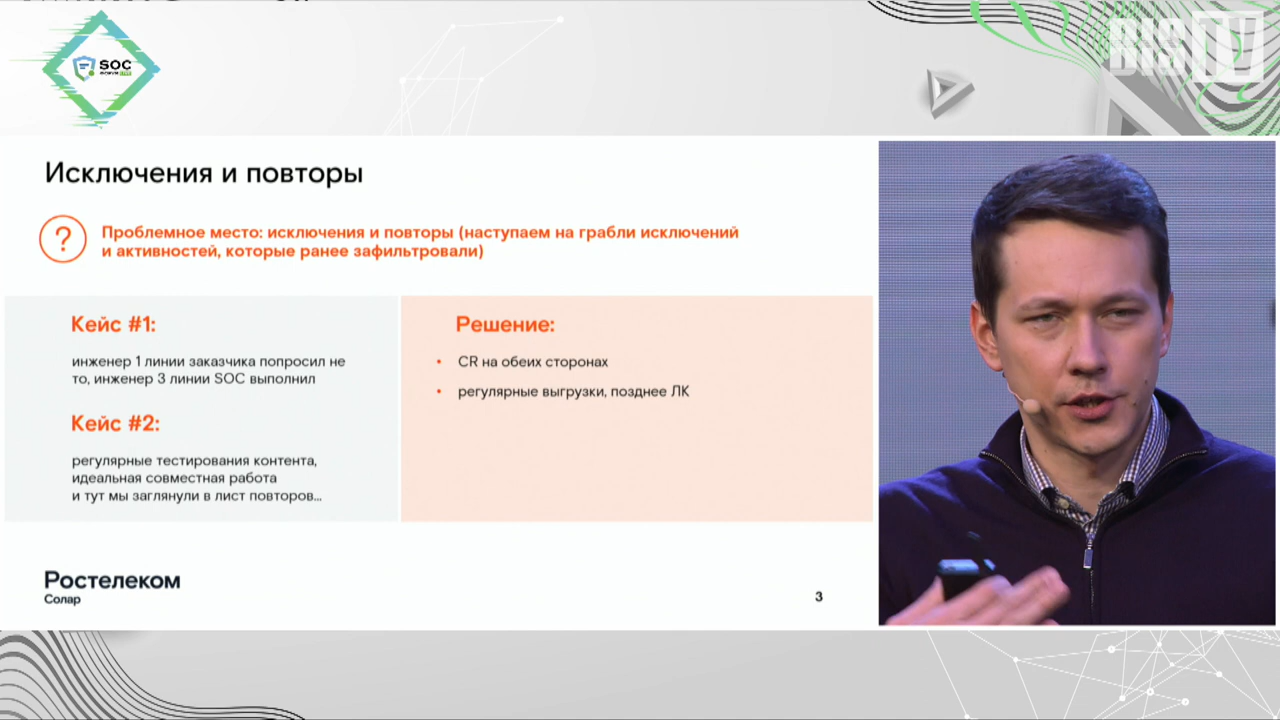 SOC
BIS
DIS TV
Исключения и повторы
?
Проблемное место: исключения и повторы (наступаем на грабли исключений
и активностей, которые ранее зафильтровали)
Кейс #1:
инженер 1 линии заказчика попросил не
то, инженер 3 линии SOC выполнил
Кейс #2:
регулярные тестирования контента,
идеальная совместная работа
и тут мы заглянули в лист повторов...
Решение:
• CR на обеих сторонах
• регулярные выгрузки, позднее ЛК
Ростелеком
Солар
3